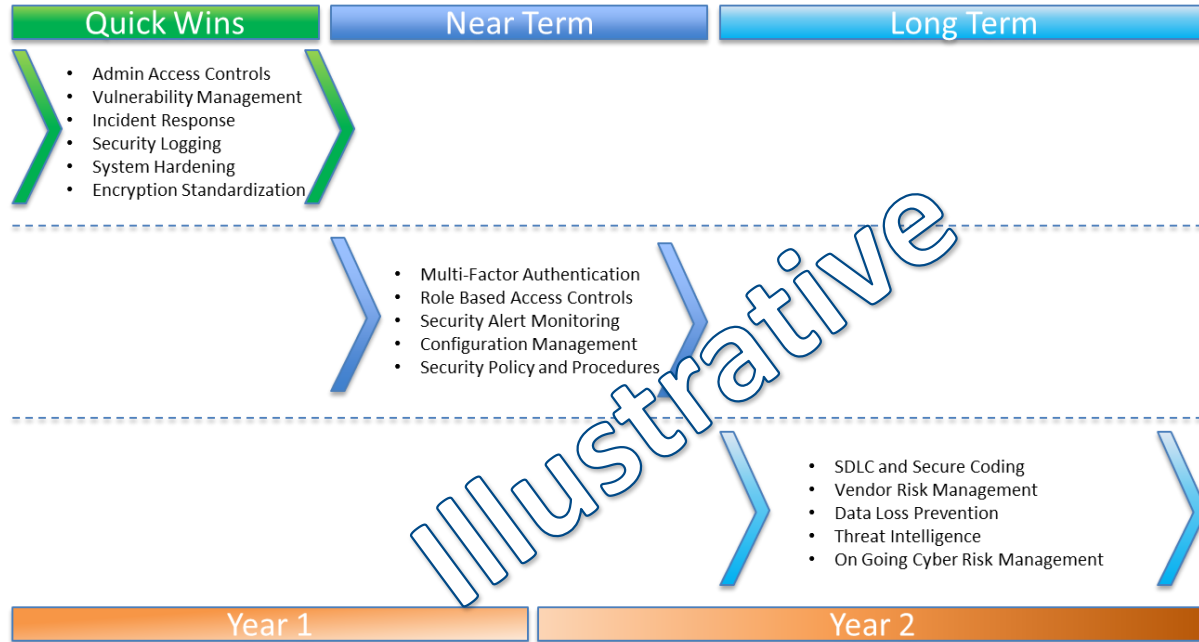 Quick Wins
Near Term
Long Term
• Admin Access Controls
• Vulnerability Management
• Incident Response
• Security Logging
• System Hardening
• Encryption Standardization
• Multi-Factor Authentication
• Role Based Access Controls
• Security Alert Monitoring
• Configuration Management
• Security Policy and Procedures
Illustrative
• SDLC and Secure Coding
• Vendor Risk Management
• Data Loss Prevention
• Threat Intelligence
• On Going Cyber Risk Management
Year 1
Year 2